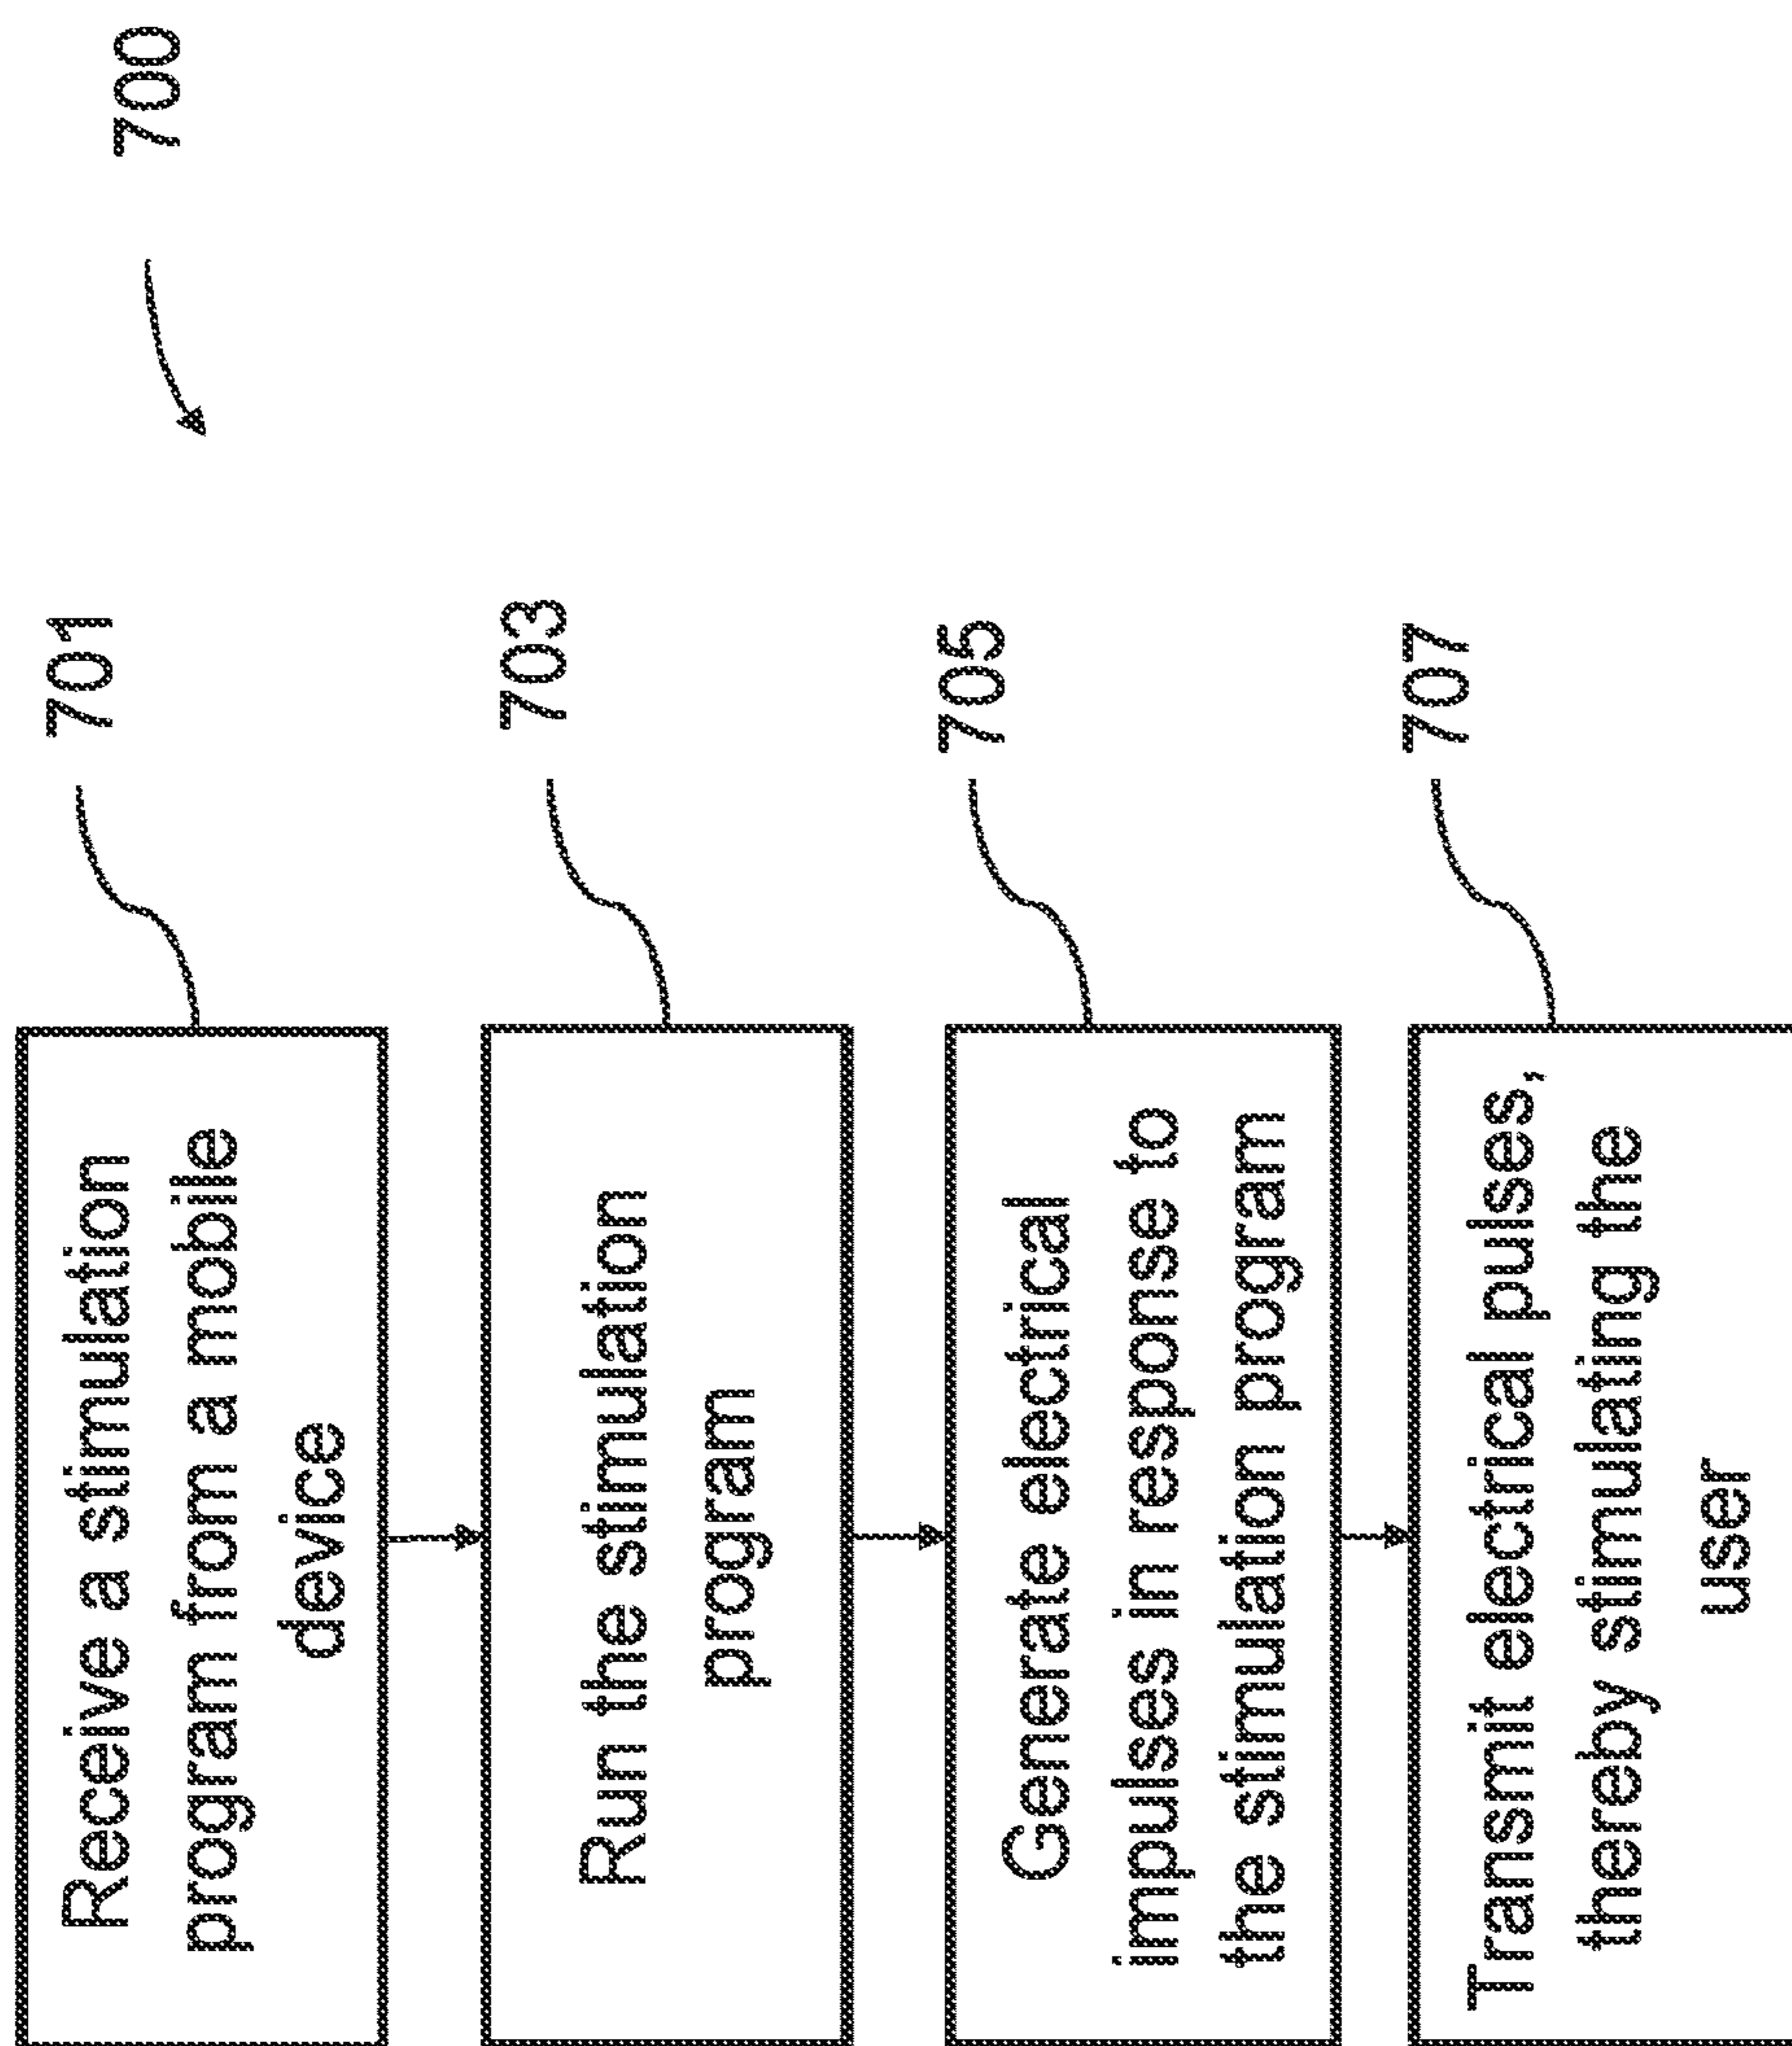 700
701
Receive a stimulation
program from a mobile
device
703
Run the stimulation
program
705
Generate electrical
impulses in response to
the stimulation program
707
Transmit electrical pulses,
thereby stimulating the
user